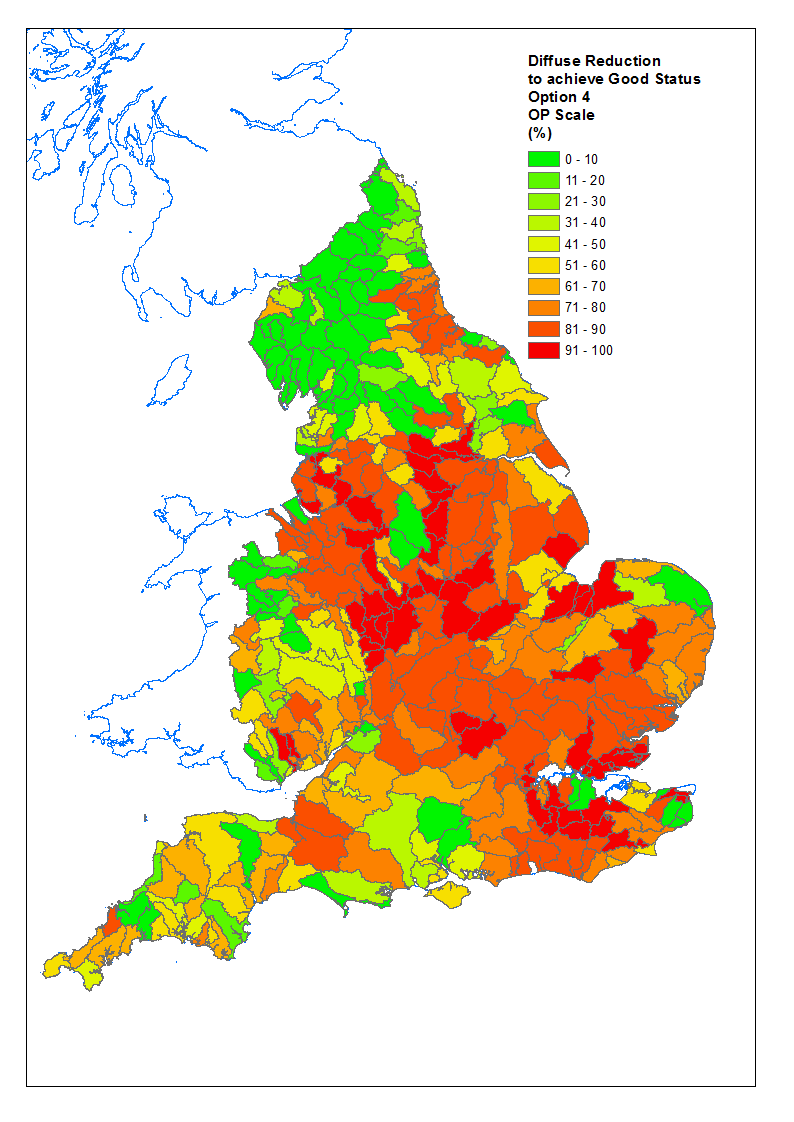 Diffuse Reduction
to achieve Good Status
Option 4
OP Scale
(%)
0 - 10
11 - 20
21 - 30
31 - 40
41 - 50
51 - 60
61 - 70
71 - 80
81 - 90
91 - 100